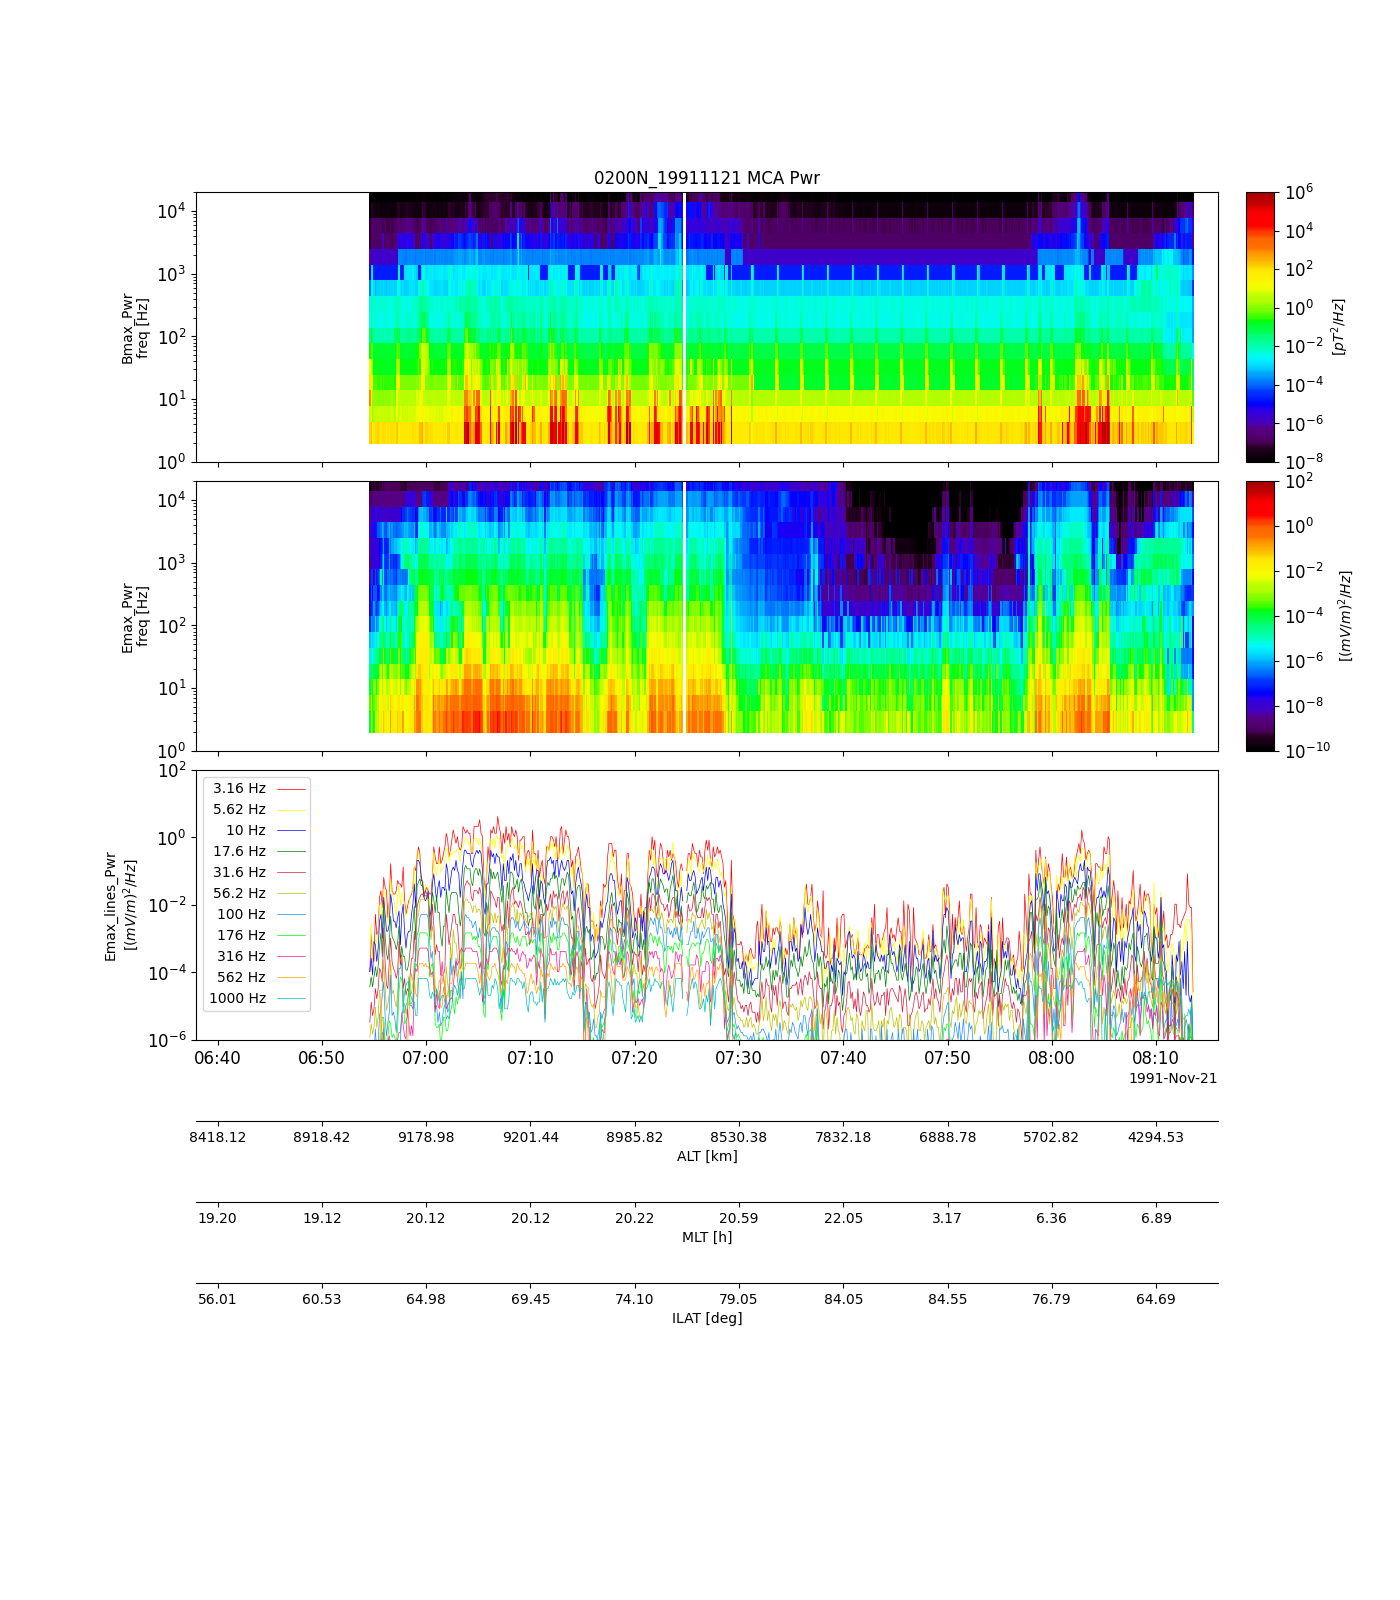 0200N_19911121 MCA Pwr
10^4
10^3
10^2
10^1
10^0
Bmax_Pwr
freq [Hz]
10^6
10^4
10^2
10^0
10^−2
10^−4
10^−6
10^−8
[pT^2/Hz]
10^4
10^3
10^2
10^1
10^0
Emax_Pwr
freq [Hz]
10^2
10^0
10^−2
10^−4
10^−6
10^−8
10^−10
[(mV/m)^2/Hz]
10^2
10^0
10^−2
10^−4
10^−6
Emax_lines_Pwr
[(mV/m)^2/Hz]
3.16 Hz
5.62 Hz
10 Hz
17.6 Hz
31.6 Hz
56.2 Hz
100 Hz
176 Hz
316 Hz
562 Hz
1000 Hz
06:40 06:50 07:00 07:10 07:20 07:30 07:40 07:50 08:00 08:10
1991-Nov-21
8418.12 8918.42 9178.98 9201.44 8985.82 8530.38 7832.18 6888.78 5702.82 4294.53
ALT [km]
19.20 19.12 20.12 20.12 20.22 20.59 22.05 3.17 6.36 6.89
MLT [h]
56.01 60.53 64.98 69.45 74.10 79.05 84.05 84.55 76.79 64.69
ILAT [deg]